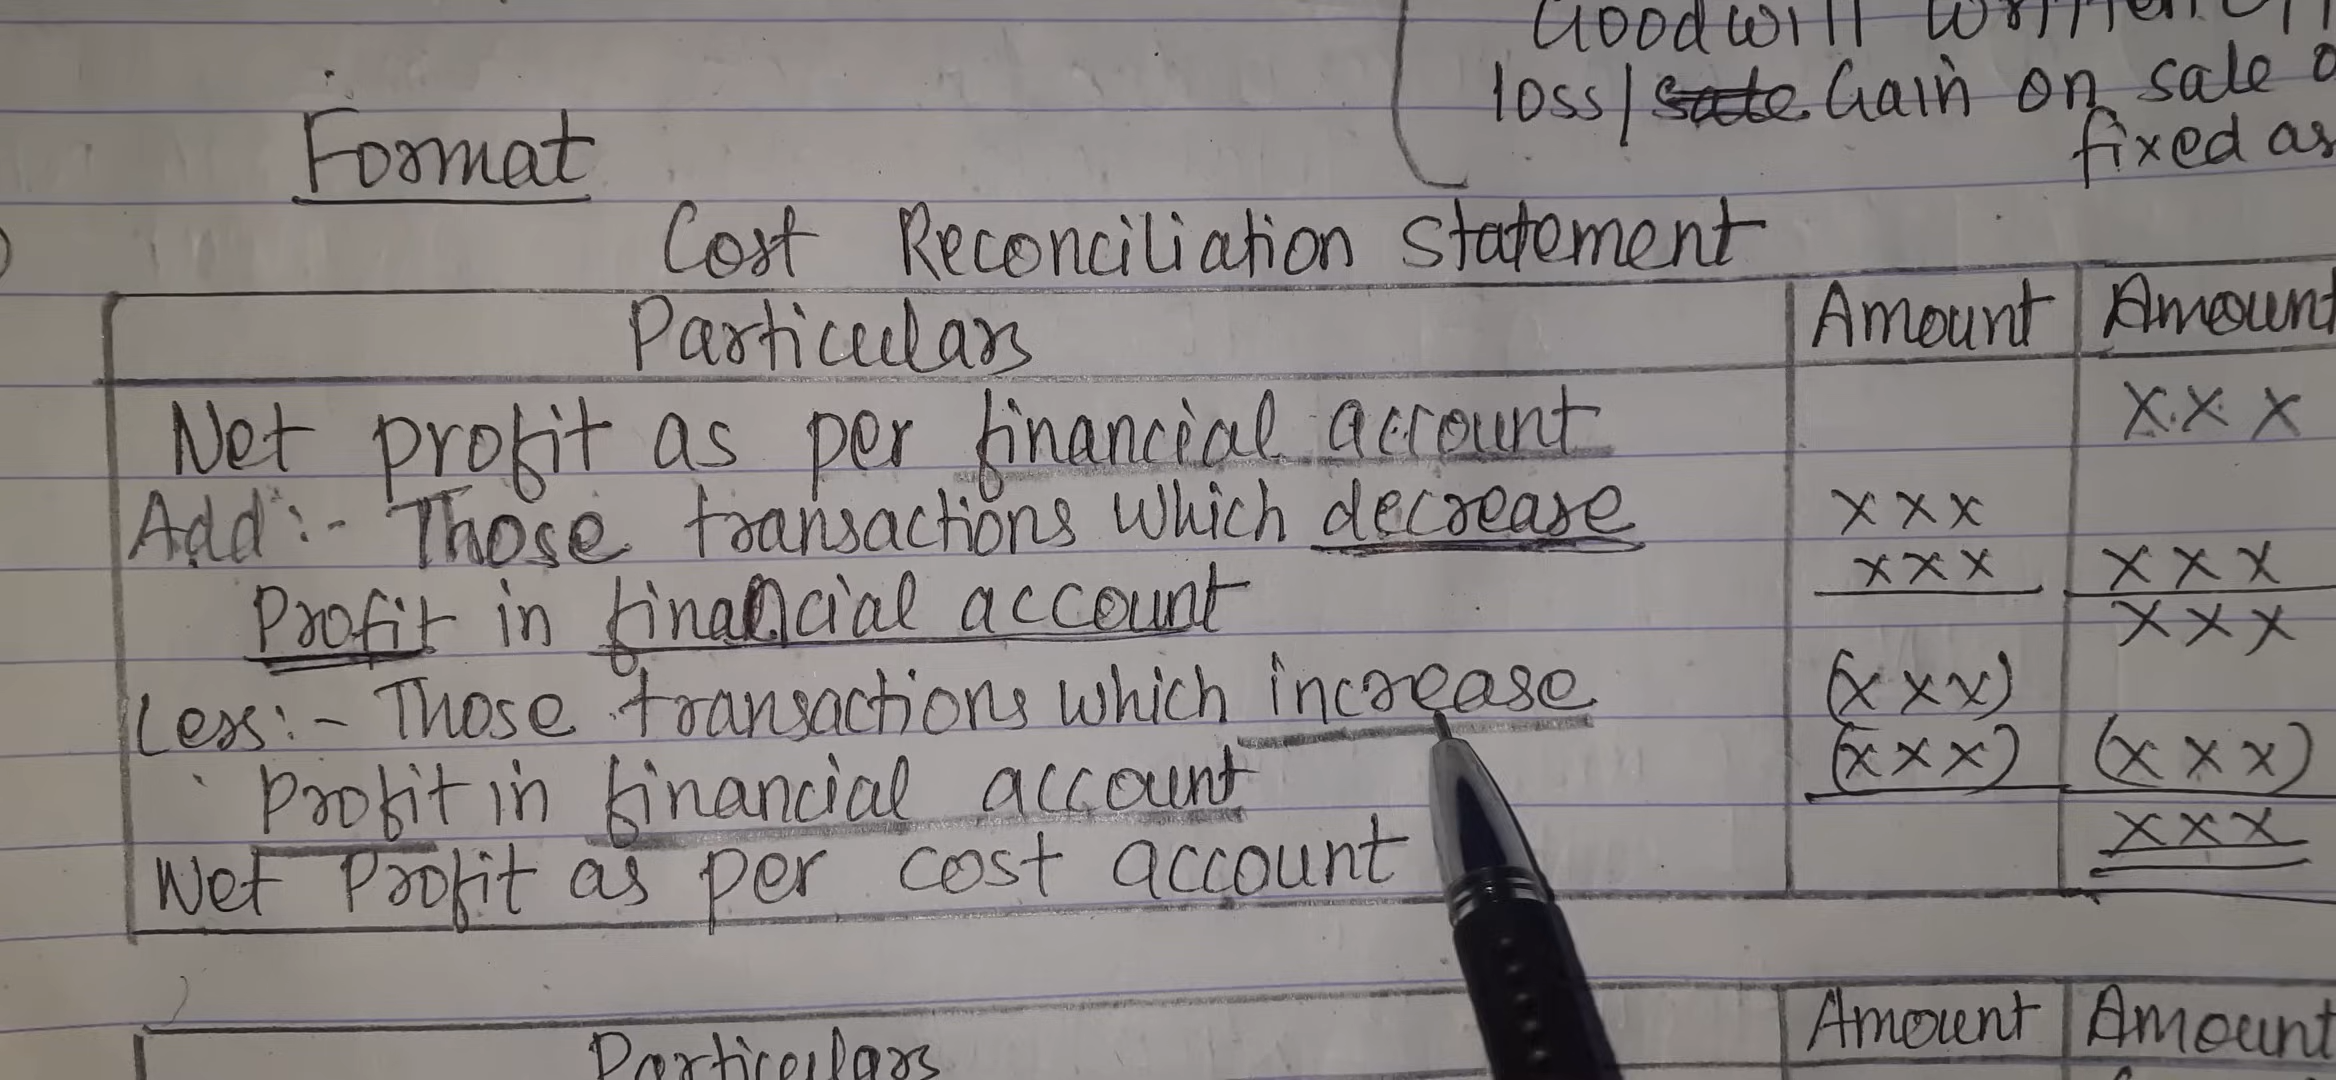 Goodwill written
loss/ Gain on sale
fixed
Format
Cost Reconciliation Statement
Particulars Amount Amount
Net profit as per financial account XXX
Add:- Those transactions which decrease XXX
Profit in financial account XXX XXX
XXX
Less:- Those transactions which increase (XXX)
Profit in financial account (XXX) (XXX)
Net Profit as per cost account XXX
Particulars Amount Amount